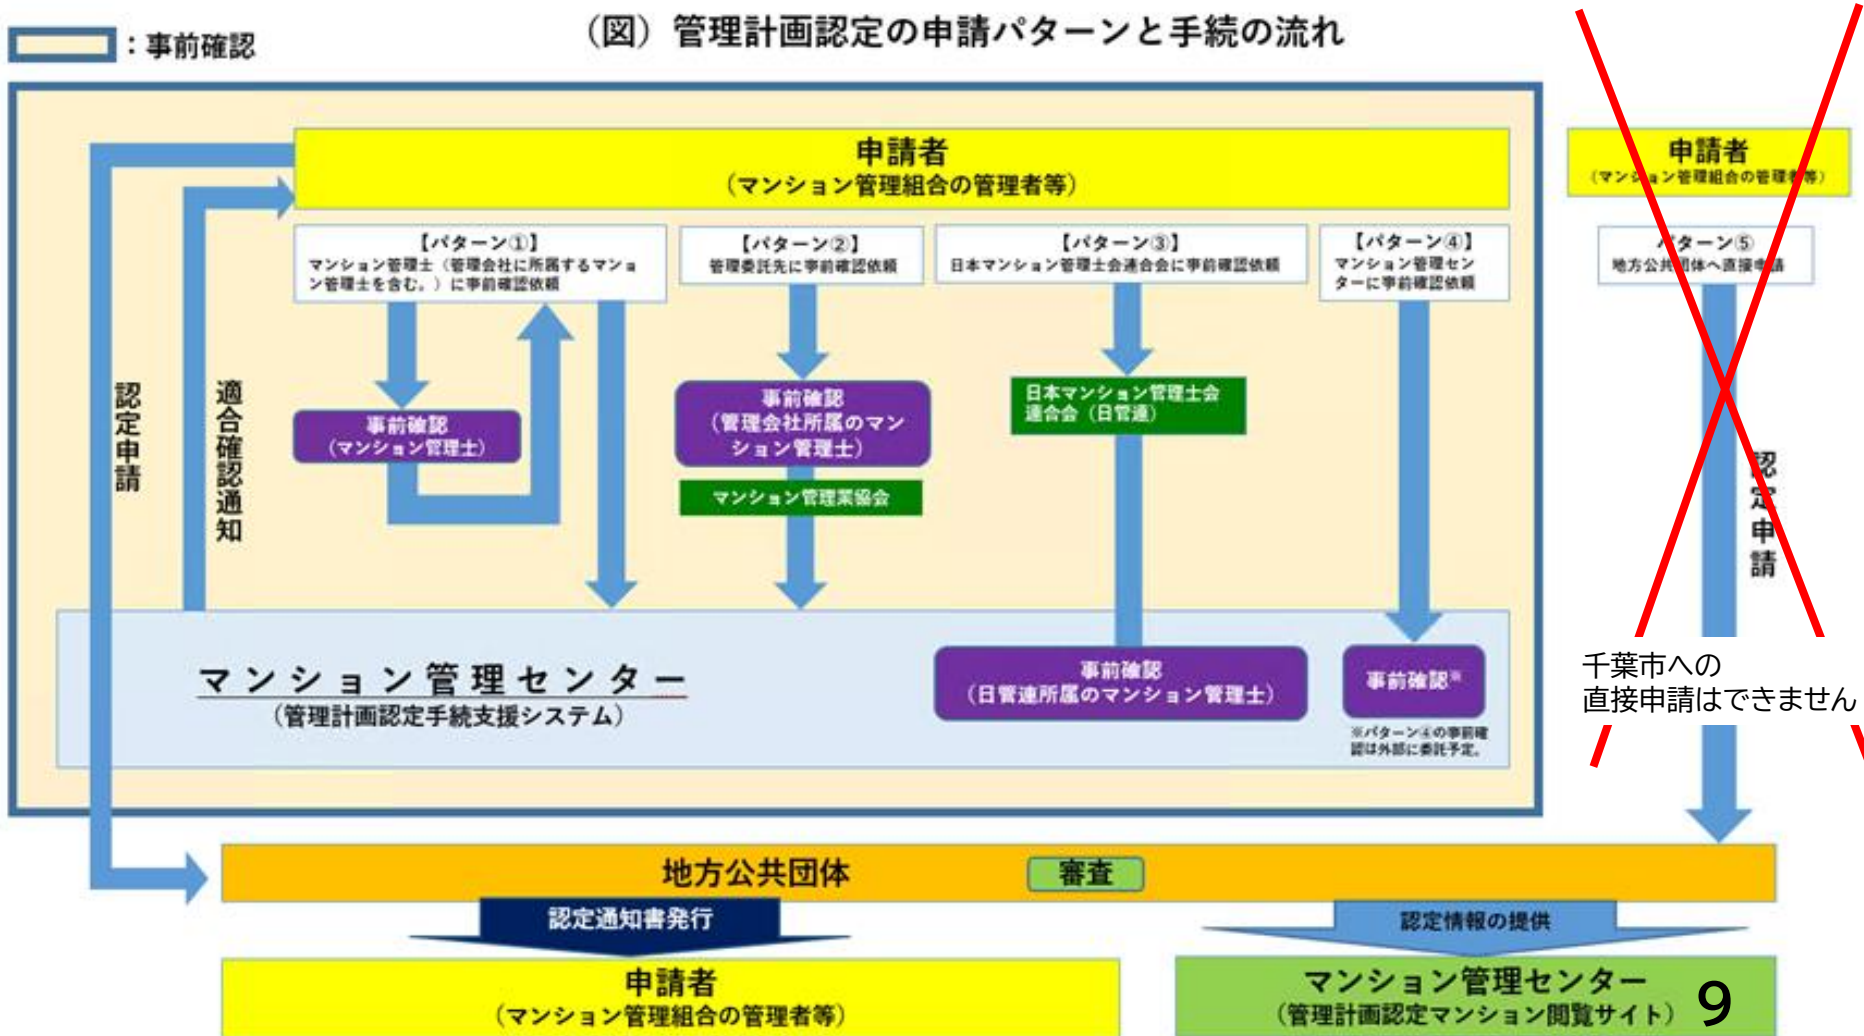 （図）管理計画認定の申請パターンと手続の流れ
：事前確認
申請者
（マンション管理組合の管理者等）
【パターン①】
マンション管理士（管理会社に所属するマンショ
ン管理士を含む。）に事前確認依頼
【パターン②】
管理委託先に事前確認依頼
【パターン③】
日本マンション管理士会連合会に事前確認依頼
【パターン④】
マンション管理セン
ターに事前確認依頼
認定申請
適合確認通知
事前確認
（マンション管理士）
事前確認
（管理会社所属のマン
ション管理士）
マンション管理業協会
日本マンション管理士会
連合会（日管連）
マンション管理センター
（管理計画認定手続支援システム）
事前確認
（日管連所属のマンション管理士）
事前確認※
※パターン④の事前確
認は外部に委託予定。
申請者
（マンション管理組合の管理者等）
パターン⑤
地方公共団体へ直接申請
認定申請
千葉市への
直接申請はできません
地方公共団体
審査
認定通知書発行
認定情報の提供
申請者
（マンション管理組合の管理者等）
マンション管理センター
（管理計画認定マンション閲覧サイト）
9